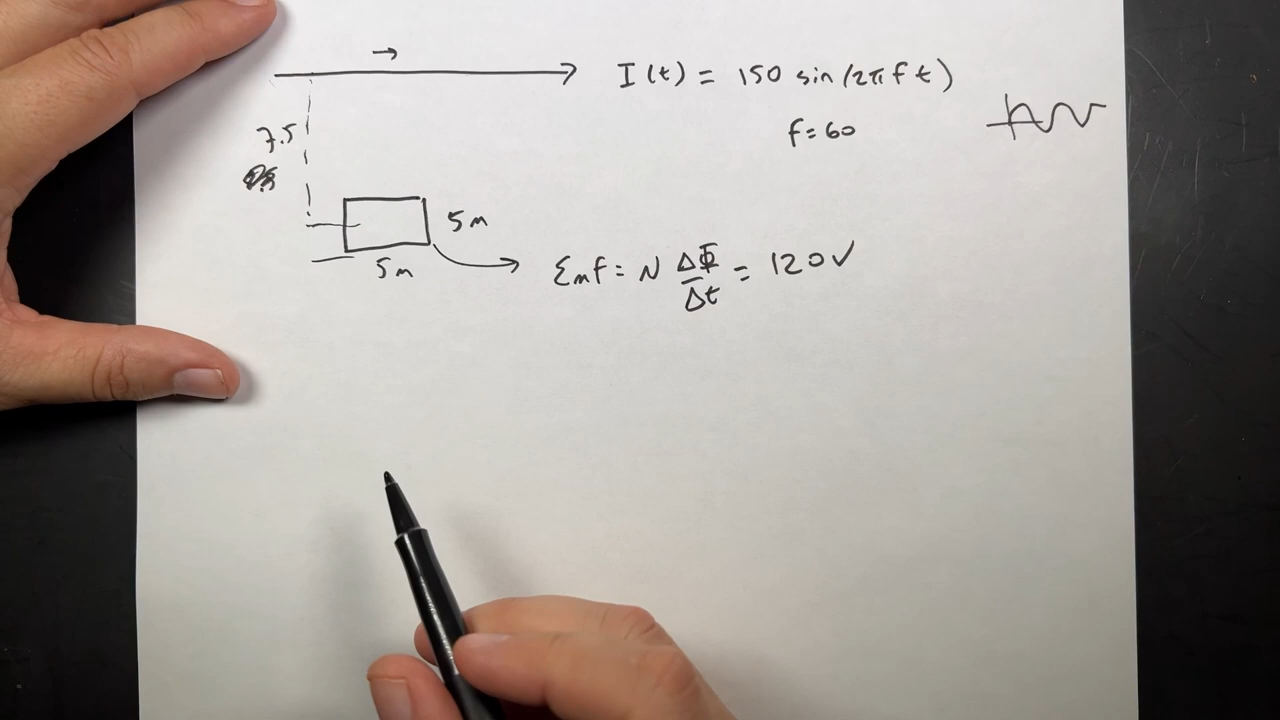 I(t) = 150 sin(2πft)
f=60
7.5
5m
5m
Emf = N ΔΦ/Δt = 120V